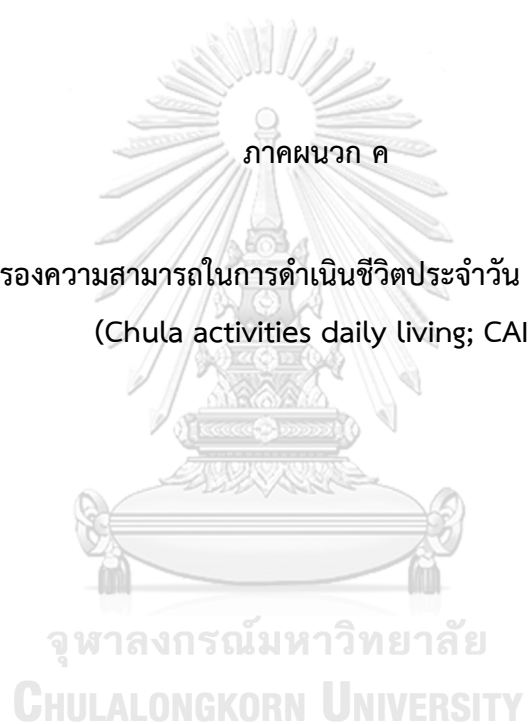 ภาคผนวก ค
รองความสามารถในการดำเนินชีวิตประจำวัน
(Chula activities daily living; CAI
จุฬาลงกรณ์มหาวิทยาลัย
CHULALONGKORN UNIVERSITY